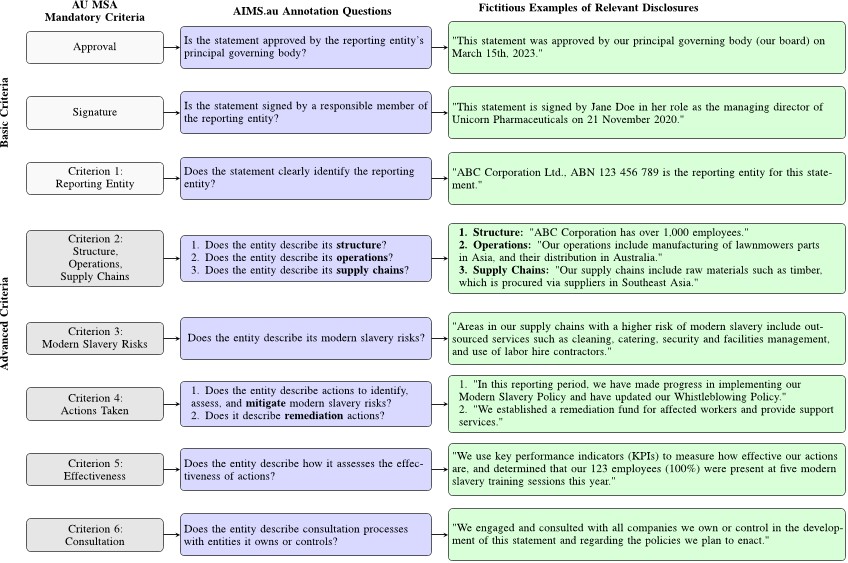 AU MSA
Mandatory Criteria
AIMS.au Annotation Questions
Fictitious Examples of Relevant Disclosures
Basic Criteria
Approval
Is the statement approved by the reporting entity's
principal governing body?
"This statement was approved by our principal governing body (our board) on
March 15th, 2023."
Signature
Is the statement signed by a responsible member of
the reporting entity?
"This statement is signed by Jane Doe in her role as the managing director of
Unicorn Pharmaceuticals on 21 November 2020."
Criterion 1:
Reporting Entity
Does the statement clearly identify the reporting
entity?
"ABC Corporation Ltd., ABN 123 456 789 is the reporting entity for this state-
ment."
Advanced Criteria
Criterion 2:
Structure,
Operations,
Supply Chains
1. Does the entity describe its structure?
2. Does the entity describe its operations?
3. Does the entity describe its supply chains?
1. Structure: "ABC Corporation has over 1,000 employees."
2. Operations: "Our operations include manufacturing of lawnmowers parts
in Asia, and their distribution in Australia."
3. Supply Chains: "Our supply chains include raw materials such as timber,
which is procured via suppliers in Southeast Asia."
Criterion 3:
Modern Slavery Risks
Does the entity describe its modern slavery risks?
"Areas in our supply chains with a higher risk of modern slavery include out-
sourced services such as cleaning, catering, security and facilities management,
and use of labor hire contractors."
Criterion 4:
Actions Taken
1. Does the entity describe actions to identify,
assess, and mitigate modern slavery risks?
2. Does it describe remediation actions?
1. "In this reporting period, we have made progress in implementing our
Modern Slavery Policy and have updated our Whistleblowing Policy."
2. "We established a remediation fund for affected workers and provide support
services."
Criterion 5:
Effectiveness
Does the entity describe how it assesses the effec-
tiveness of actions?
"We use key performance indicators (KPIs) to measure how effective our actions
are, and determined that our 123 employees (100%) were present at five modern
slavery training sessions this year."
Criterion 6:
Consultation
Does the entity describe consultation processes
with entities it owns or controls?
"We engaged and consulted with all companies we own or control in the develop-
ment of this statement and regarding the policies we plan to enact."